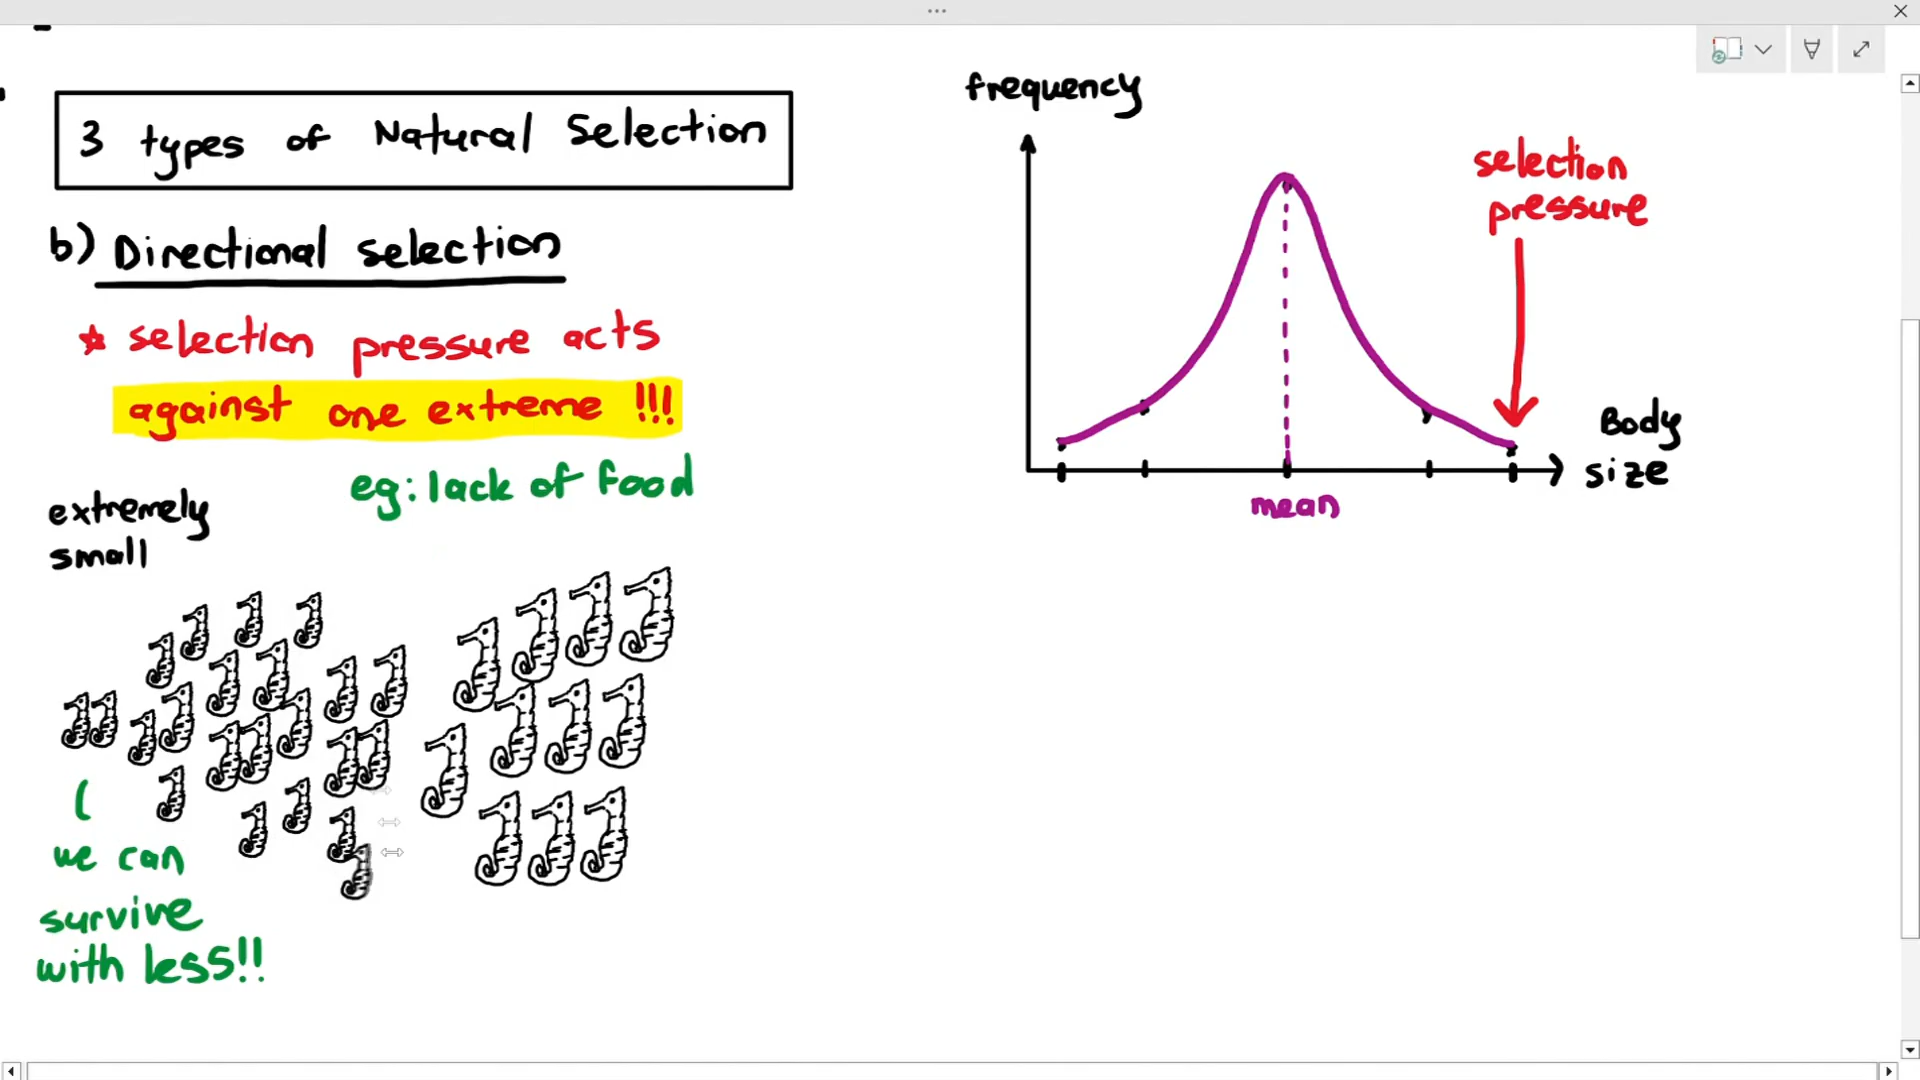 3 types of Natural Selection
b) Directional selection
* selection pressure acts
against one extreme !!!
eg: lack of food
extremely
small
we can
survive
with less!!
frequency
selection
pressure
Body
size
mean